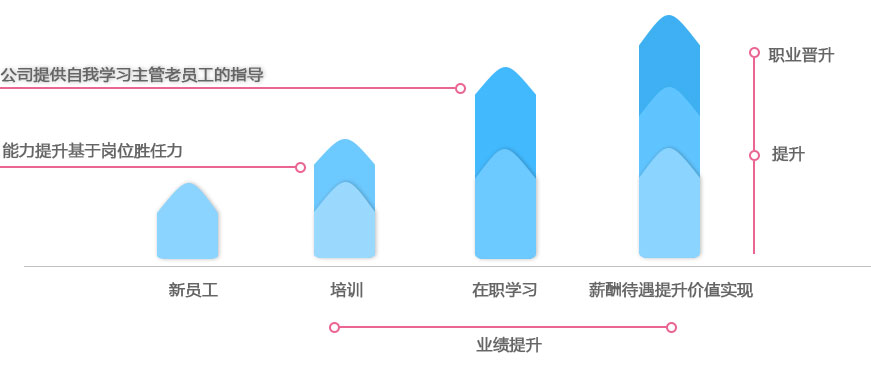 公司提供自我学习主管老员工的指导
职业晋升
能力提升基于岗位胜任力
提升
新员工
培训
在职学习
薪酬待遇提升价值实现
业绩提升